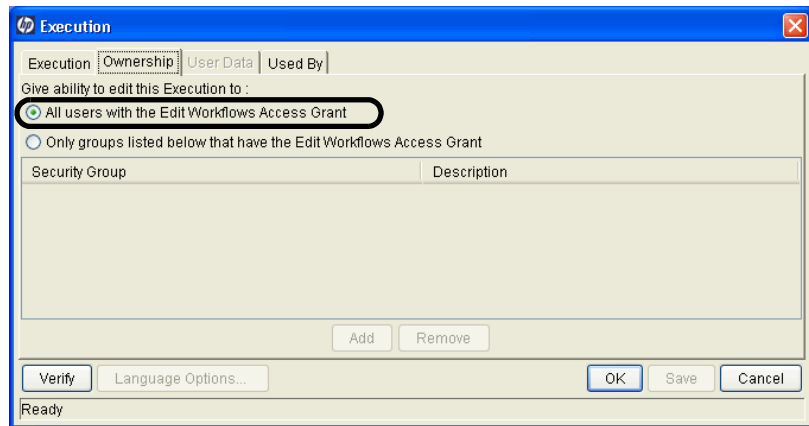 hp Execution
Execution Ownership User Data Used By
Give ability to edit this Execution to :
All users with the Edit Workflows Access Grant
Only groups listed below that have the Edit Workflows Access Grant
Security Group Description
Add Remove
Verify Language Options... OK Save Cancel
Ready